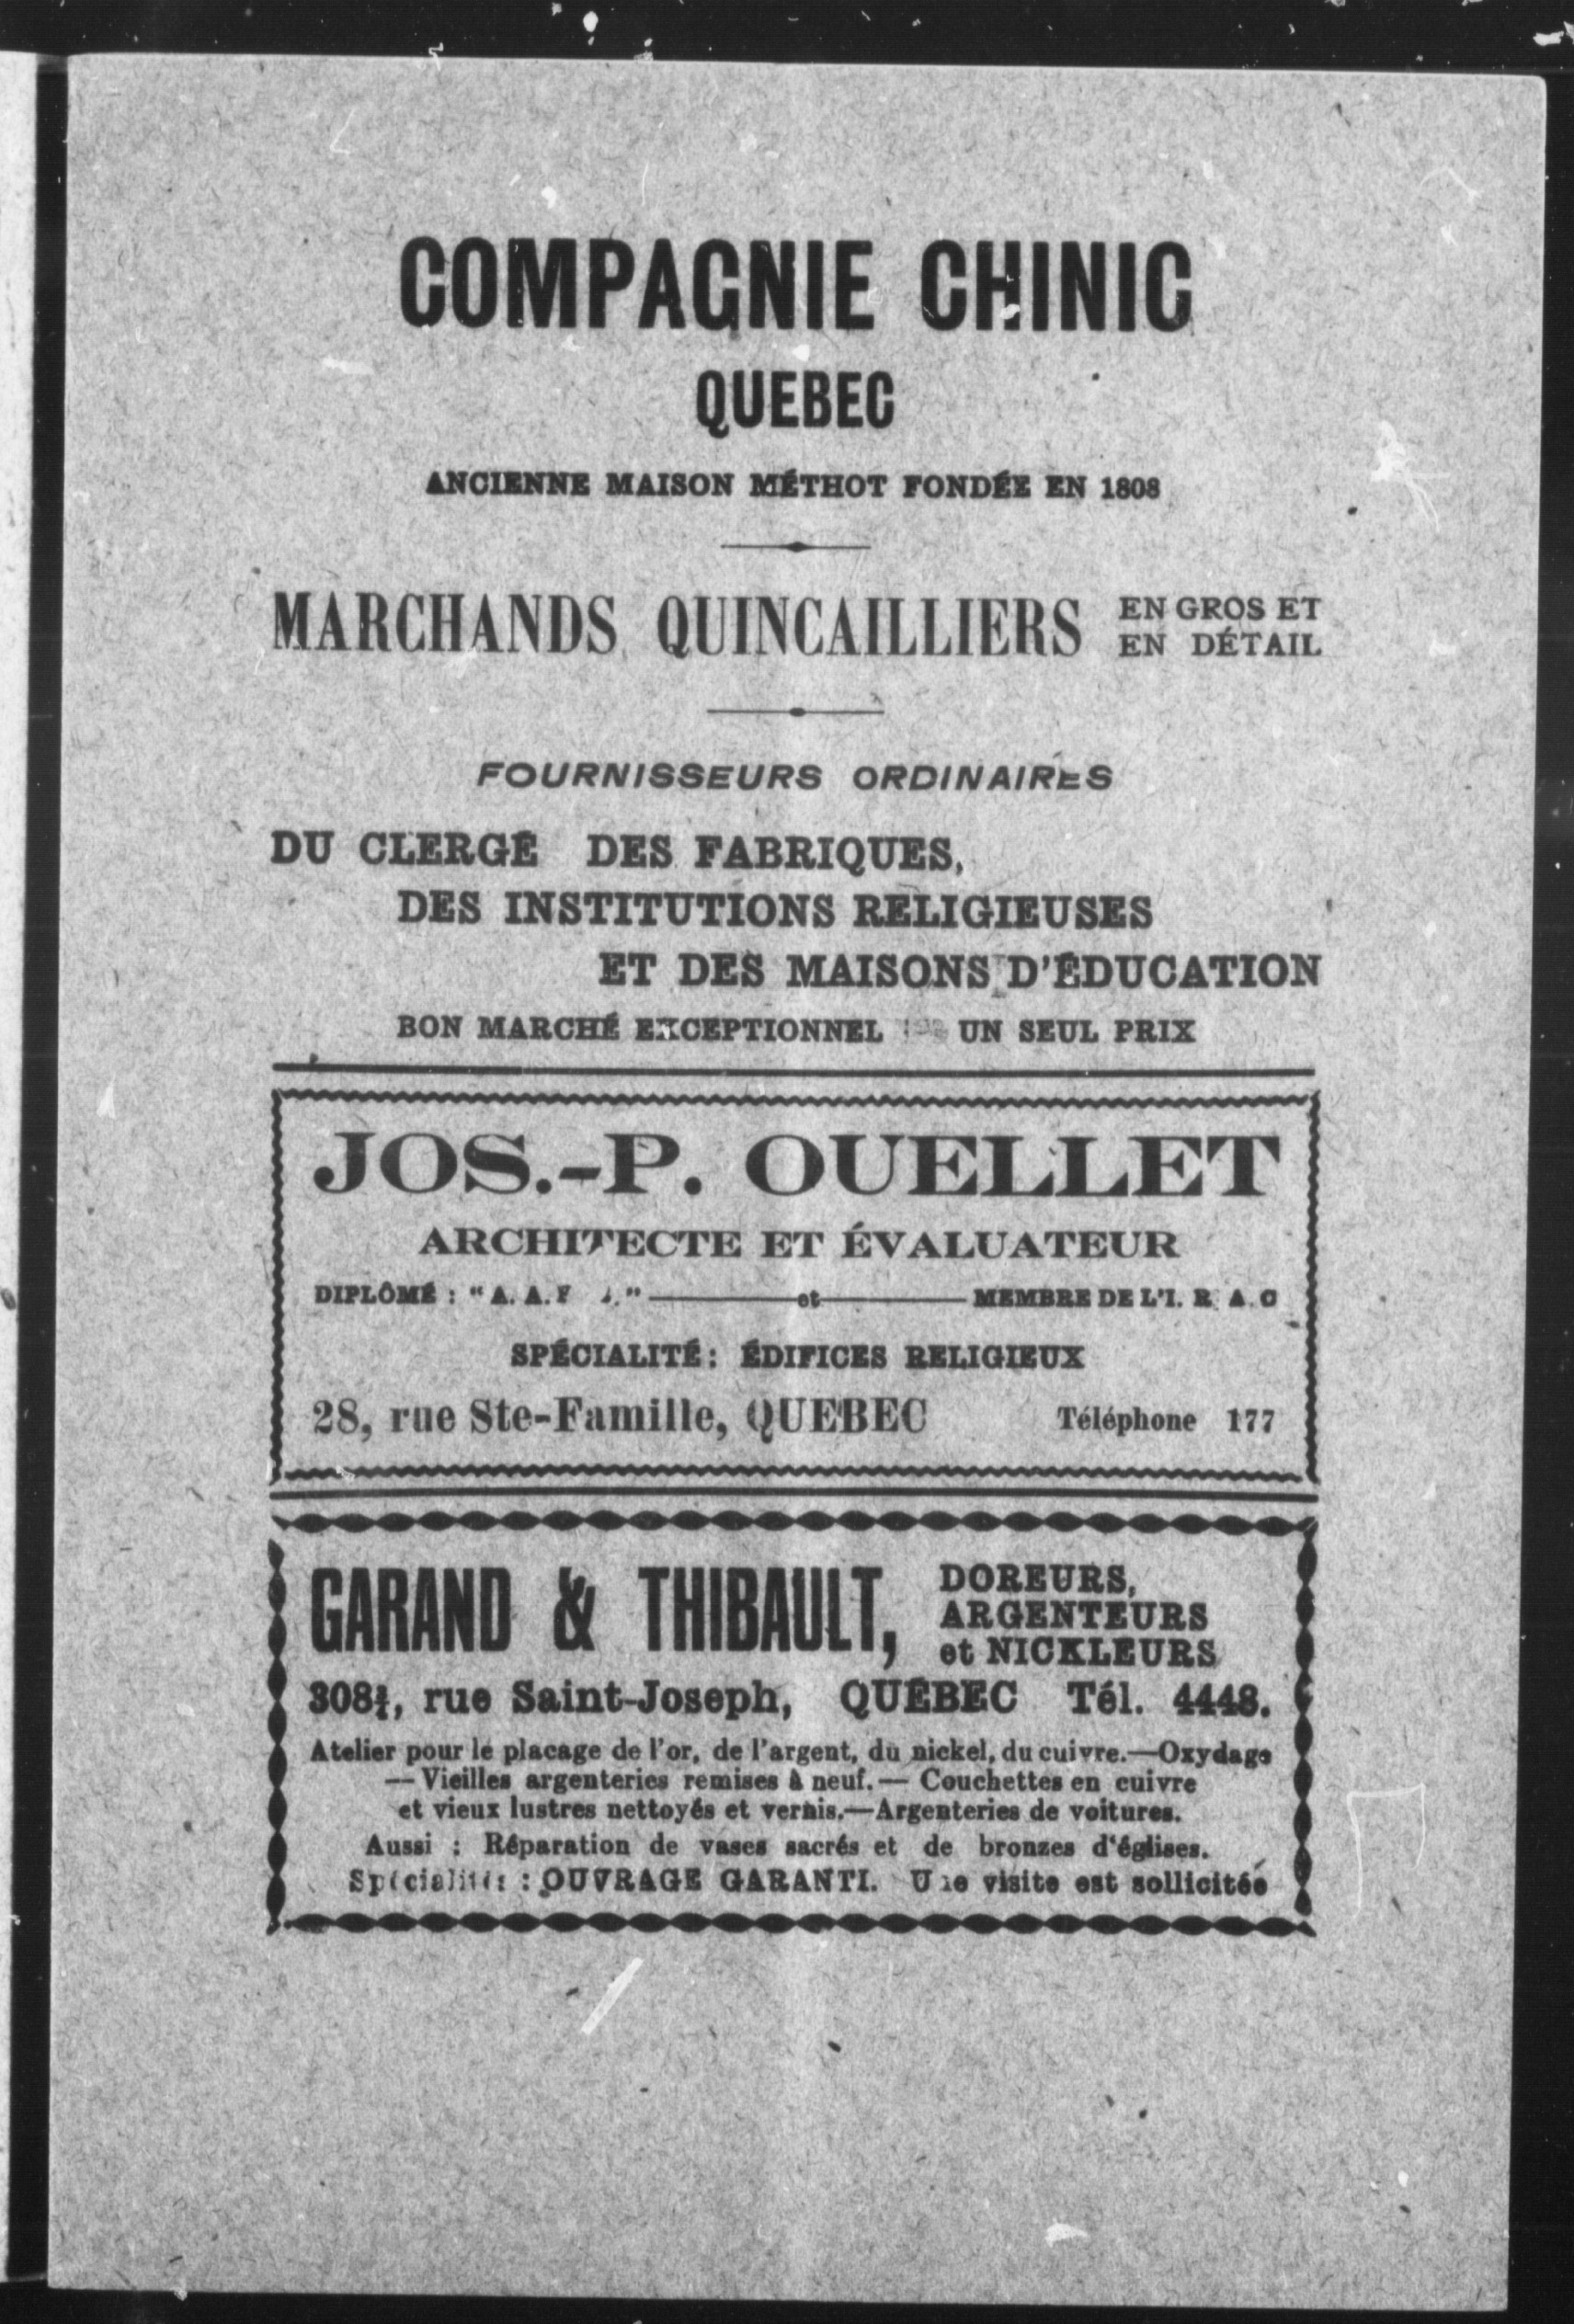 COMPAGNIE CHINIC
QUEBEC
ANCIENNE MAISON MÉTHOT FONDÉE EN 1808
MARCHANDS QUINCAILLIERS EN GROS ET
EN DÉTAIL
FOURNISSEURS ORDINAIRES
DU CLERGÉ DES FABRIQUES,
DES INSTITUTIONS RELIGIEUSES
ET DES MAISONS D'ÉDUCATION
BON MARCHÉ EXCEPTIONNEL UN SEUL PRIX
JOS.-P. OUELLET
ARCHITECTE ET ÉVALUATEUR
DIPLÔMÉ : "A. A. —et— MEMBRE DE L'I. R. A. C
SPÉCIALITÉ: ÉDIFICES RELIGIEUX
28, rue Ste-Famille, QUEBEC Téléphone 177
GARAND & THIBAULT, DOREURS,
ARGENTEURS
et NICKLEURS
rue Saint-Joseph, QUÉBEC Tél. 4448.
Atelier pour le placage de l'or, de l'argent, du nickel, du cuivre.—Oxydage
— Vieilles argenteries remises à neuf.— Couchettes en cuivre
et vieux lustres nettoyés et vernis.—Argenteries de voitures.
Aussi : Réparation de vases sacrés et de bronzes d'églises.
Spécialités : OUVRAGE GARANTI. Une visite est sollicitée